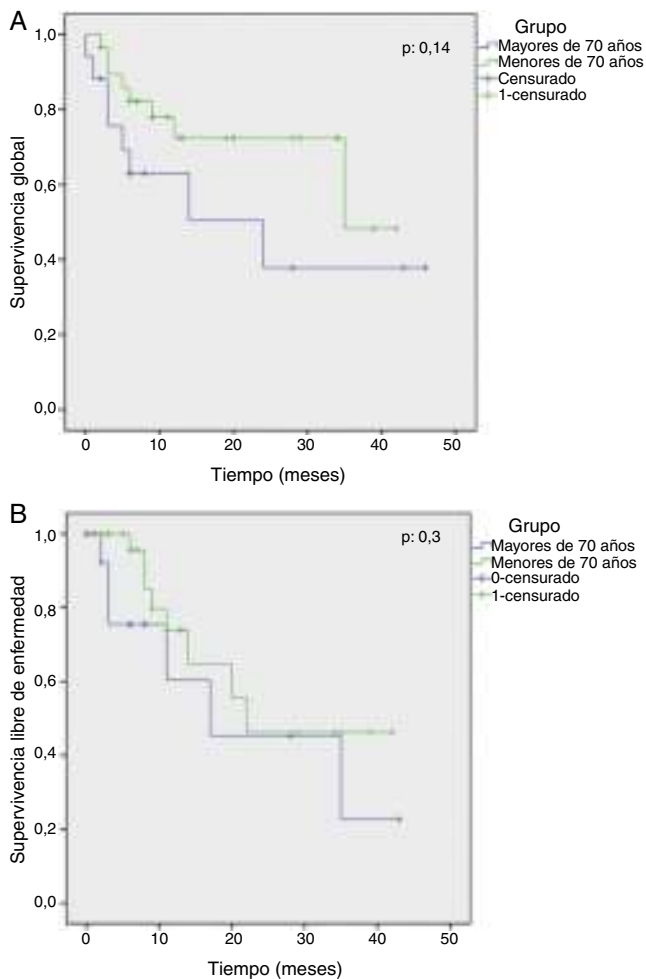 A
Grupo
Mayores de 70 años
Menores de 70 años
Censurado
1-censurado
p: 0,14
1,0
0,8
0,6
0,4
0,2
0,0
Supervivencia global
0 10 20 30 40 50
Tiempo (meses)
B
Grupo
Mayores de 70 años
Menores de 70 años
0-censurado
1-censurado
p: 0,3
1,0
0,8
0,6
0,4
0,2
0,0
Supervivencia libre de enfermedad
0 10 20 30 40 50
Tiempo (meses)